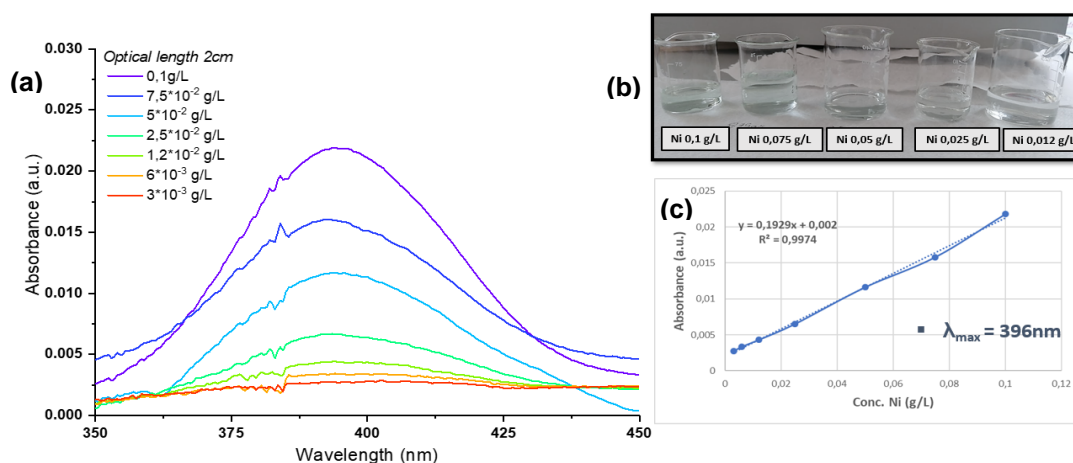 (a)
0.030
0.025
0.020
0.015
0.010
0.005
0.000
Absorbance (a.u.)
Optical length 2cm
0,1g/L
7,5*10⁻² g/L
5*10⁻² g/L
2,5*10⁻² g/L
1,2*10⁻² g/L
6*10⁻³ g/L
3*10⁻³ g/L
350
375
400
425
450
Wavelength (nm)
(b)
Ni 0,1 g/L
Ni 0,075 g/L
Ni 0,05 g/L
Ni 0,025 g/L
Ni 0,012 g/L
(c)
0,025
0,02
0,015
0,01
0,005
0
Absorbance (a.u.)
y = 0,1929x + 0,002
R² = 0,9974
λmax = 396nm
0
0,02
0,04
0,06
0,08
0,1
0,12
Conc. Ni (g/L)